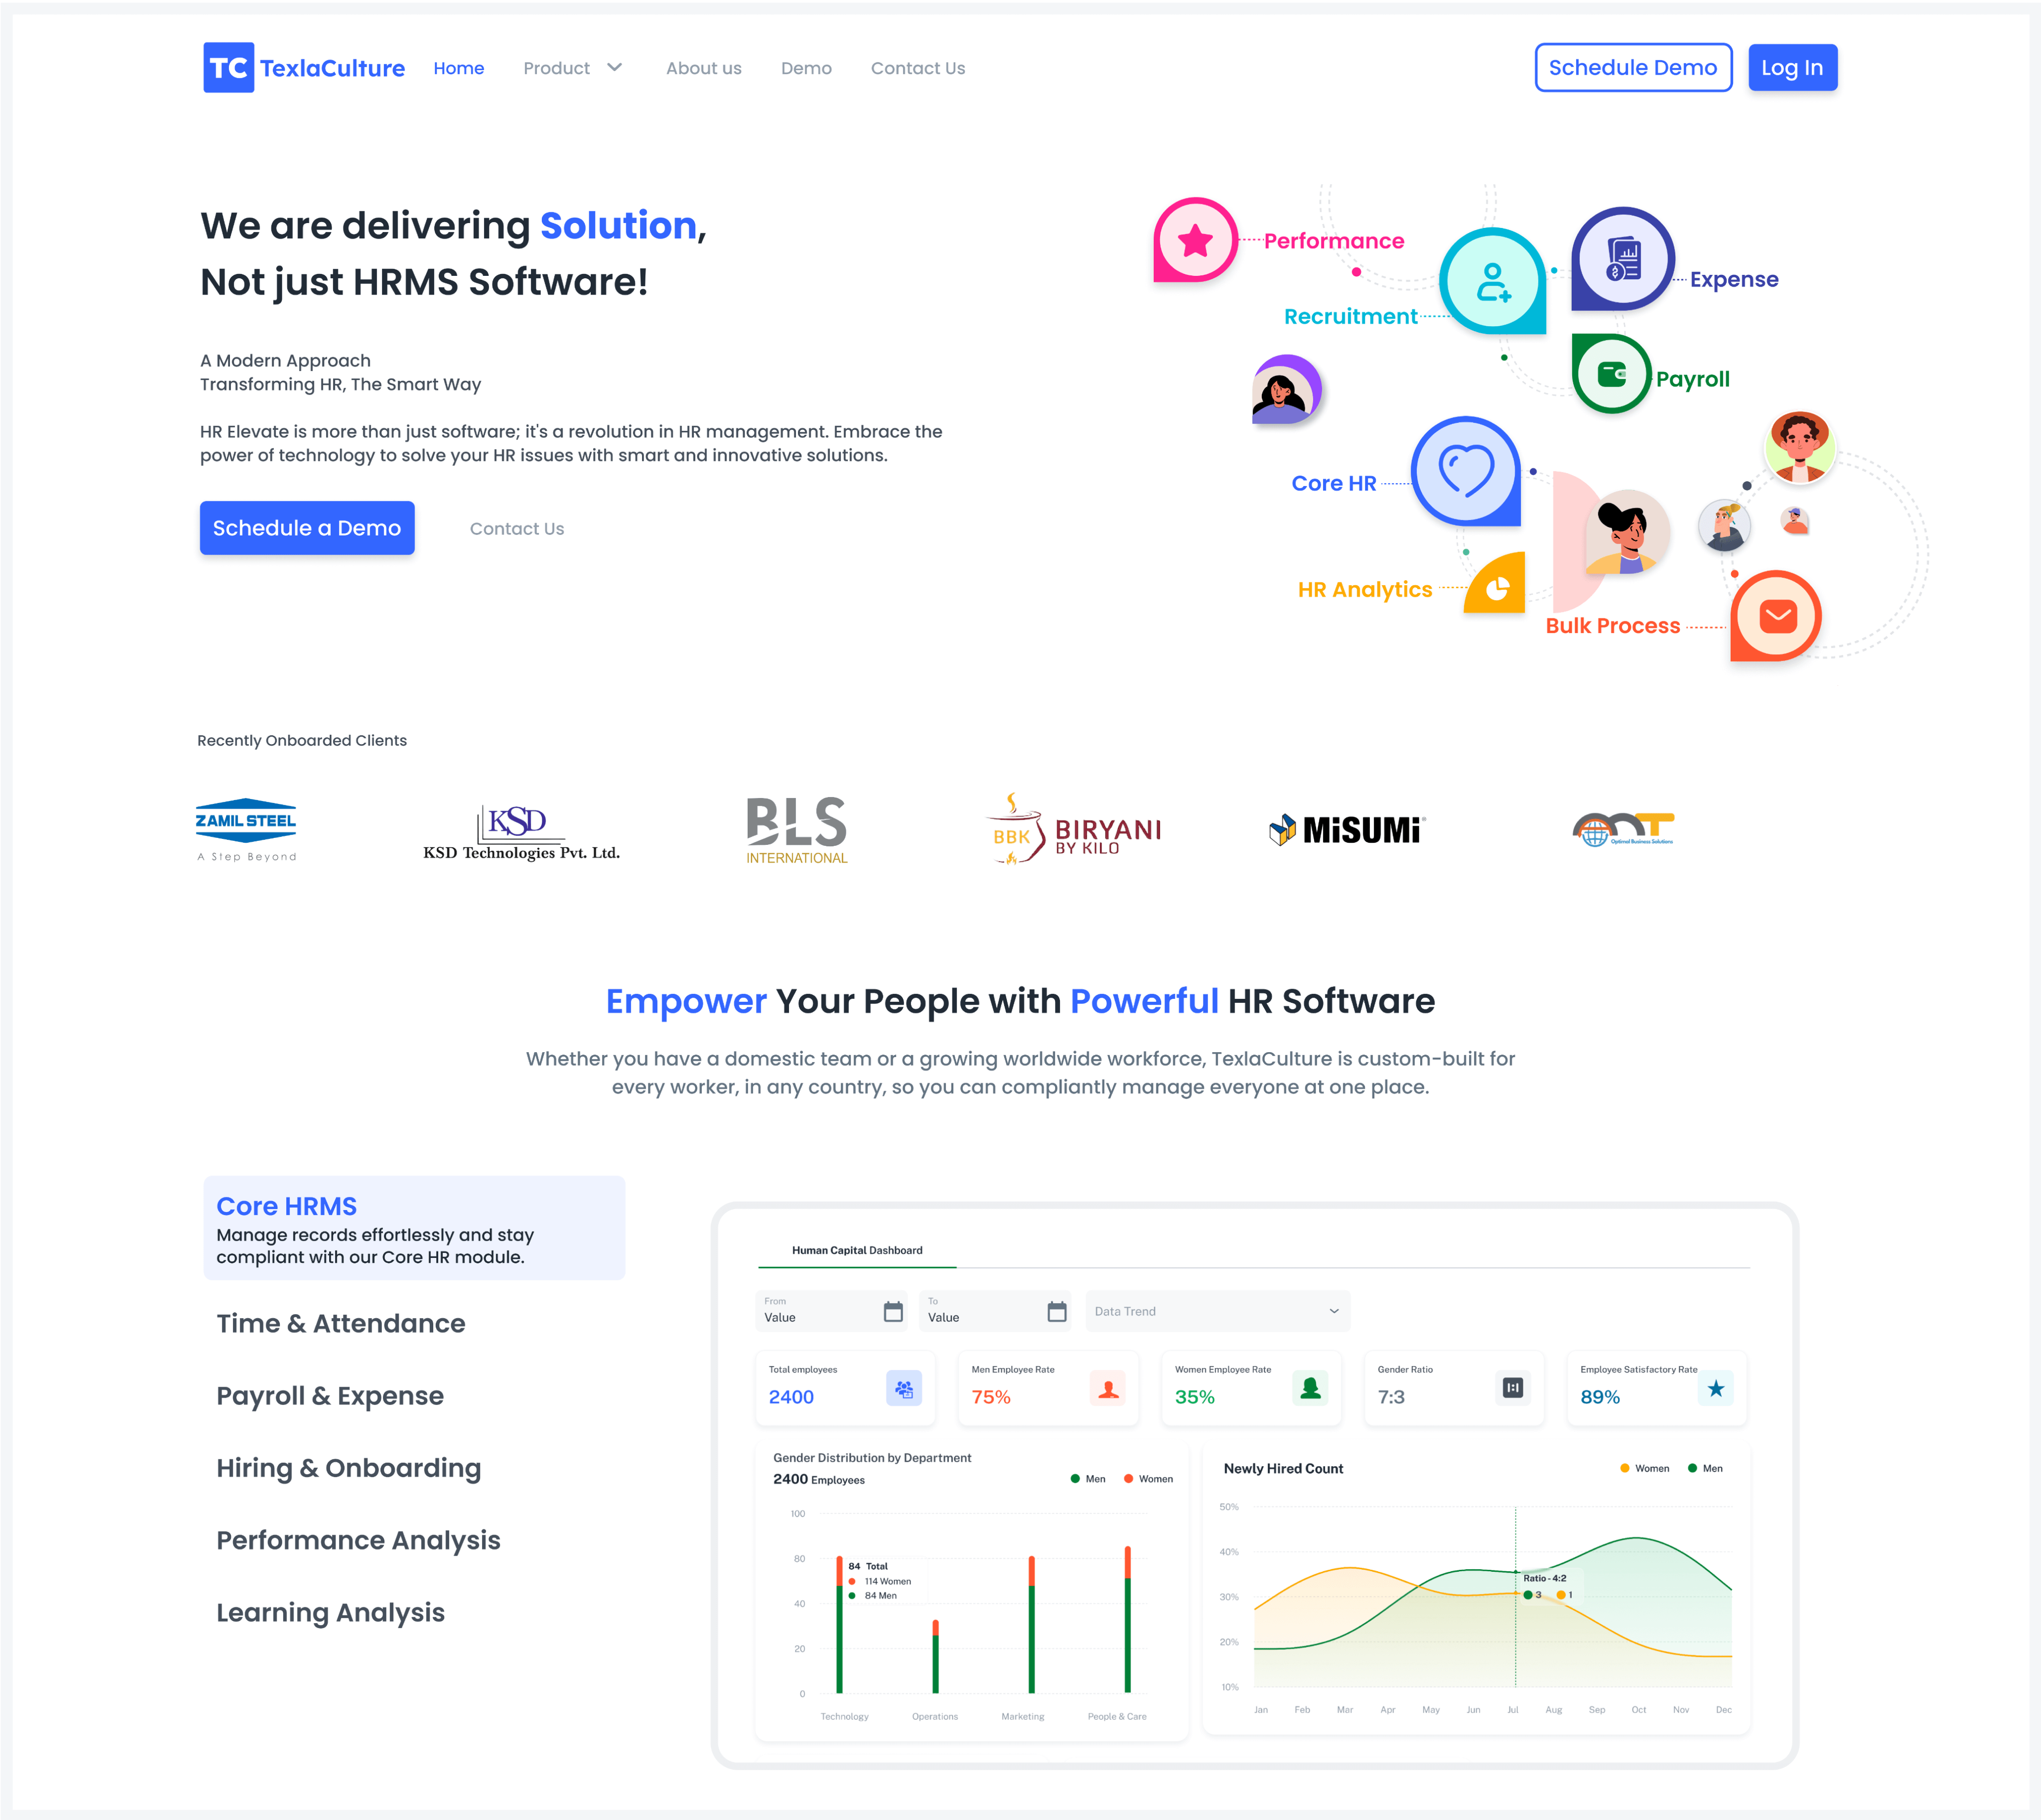 TC TexlaCulture
Home
Product
About us
Demo
Contact Us
Schedule Demo
Log In
We are delivering Solution,
Not just HRMS Software!
A Modern Approach
Transforming HR, The Smart Way
HR Elevate is more than just software; it's a revolution in HR management. Embrace the
power of technology to solve your HR issues with smart and innovative solutions.
Schedule a Demo
Contact Us
Performance
Recruitment
Expense
Payroll
Core HR
HR Analytics
Bulk Process
Recently Onboarded Clients
ZAMIL STEEL
A Step Beyond
KSD
KSD Technologies Pvt. Ltd.
BLS
INTERNATIONAL
BBK
BIRYANI
BY KILO
MiSUMi
Optimal Business Solutions
Empower Your People with Powerful HR Software
Whether you have a domestic team or a growing worldwide workforce, TexlaCulture is custom-built for
every worker, in any country, so you can compliantly manage everyone at one place.
Core HRMS
Manage records effortlessly and stay
compliant with our Core HR module.
Time & Attendance
Payroll & Expense
Hiring & Onboarding
Performance Analysis
Learning Analysis
Human Capital Dashboard
From
Value
To
Value
Data Trend
Total employees
2400
Men Employee Rate
75%
Women Employee Rate
35%
Gender Ratio
7:3
1:1
Employee Satisfactory Rate
89%
Gender Distribution by Department
2400 Employees
Men
Women
100
80
40
20
0
84 Total
114 Women
84 Men
Technology
Operations
Marketing
People & Care
Newly Hired Count
Women
Men
50%
40%
30%
20%
10%
Ratio - 4:2
3
1
Jan
Feb
Mar
Apr
May
Jun
Jul
Aug
Sep
Oct
Nov
Dec